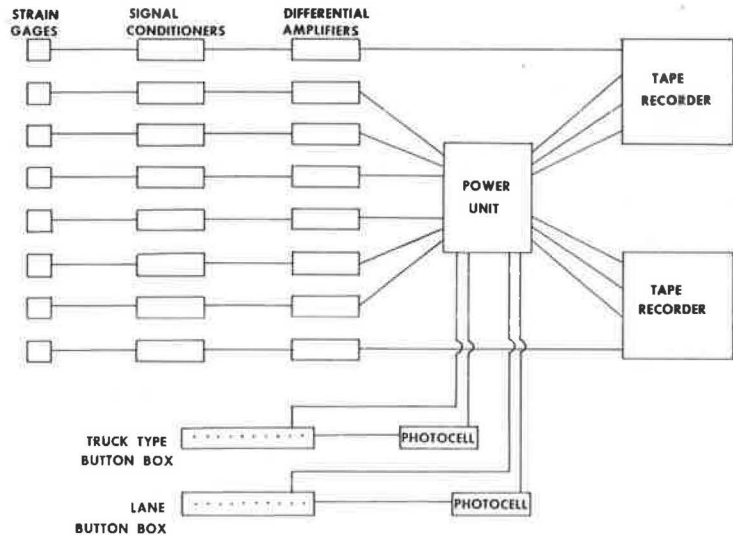 STRAIN
GAGES
SIGNAL
CONDITIONERS
DIFFERENTIAL
AMPLIFIERS
TAPE
RECORDER
POWER
UNIT
TAPE
RECORDER
TRUCK TYPE
BUTTON BOX
PHOTOCELL
LANE
BUTTON BOX
PHOTOCELL